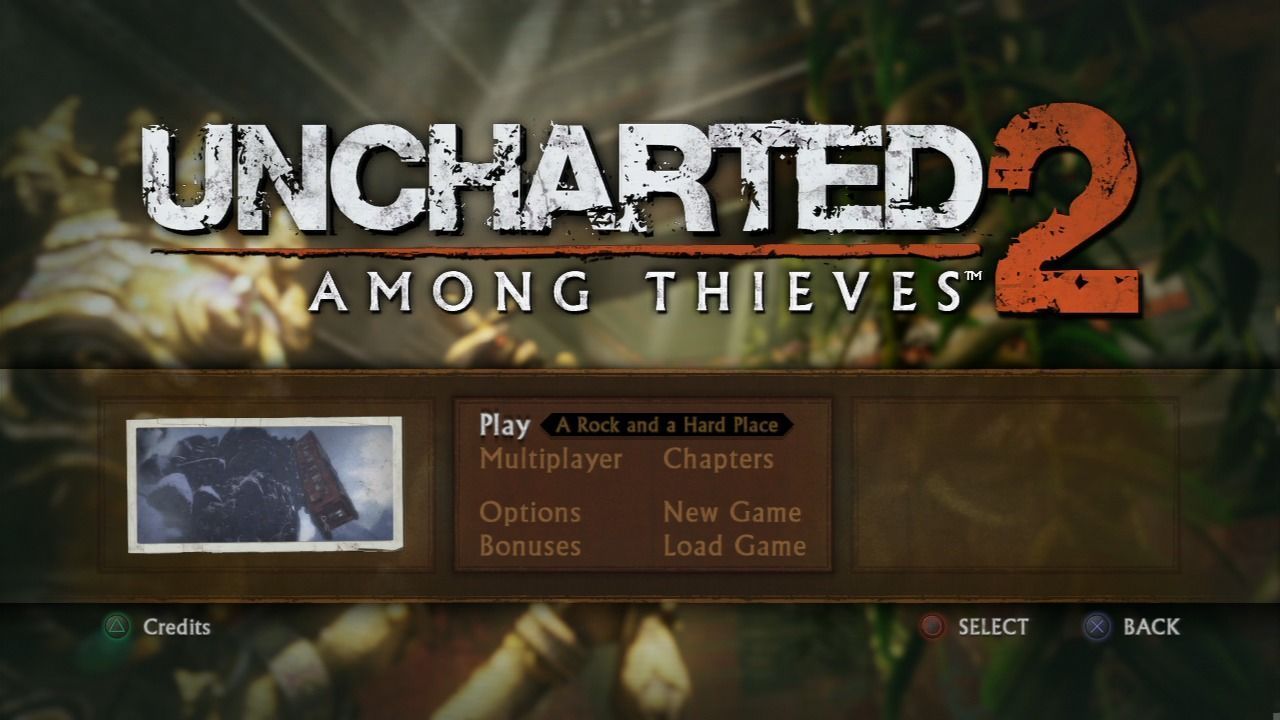 UNCHARTED 2
AMONG THIEVES™
Play A Rock and a Hard Place
Multiplayer Chapters
Options New Game
Bonuses Load Game
Credits SELECT BACK